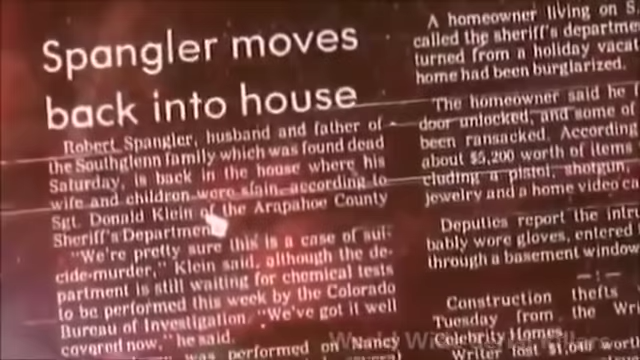 Spangler moves
back into house
Robert Spangler, husband and father of
the Southglenn family which was found dead
Saturday, is back in the house where his
wife and children were slain, according to
Sgt. Donald Klein of the Arapahoe County
Sheriff's Department.
"We're pretty sure this is a case of sui-
cide-murder," Klein said, although the de-
partment is still waiting for chemical tests
to be performed this week by the Colorado
Bureau of Investigation. "We've got it well
covered now," he said.
was performed on Nancy
A homeowner living on S.
called the sheriff's departme
turned from a holiday vaca
home had been burglarized.
The homeowner said he
door unlocked, and some of
been ransacked. According
about $5,200 worth of items
cluding a pistol, shotgun,
jewelry and a home video ca
Deputies report the intr
bably wore gloves, entered
through a basement window
Construction thefts
Tuesday from the Wr
Celebrity Homes.
Writer lost about
World Wide